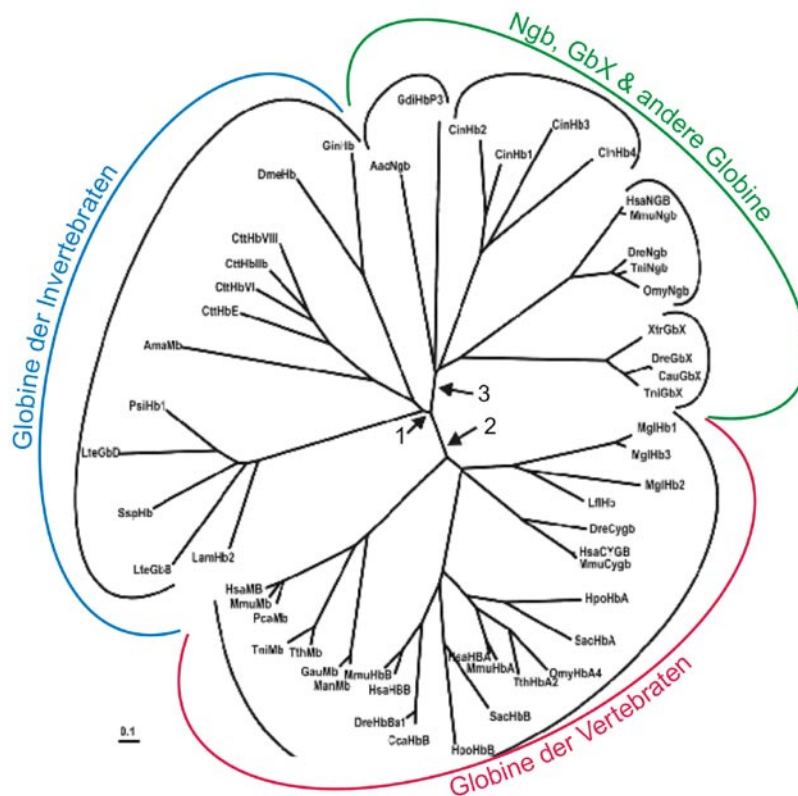 Ngb, GbX & andere Globine
Globine der Invertebraten
GdiHbP3
CinHb2
CinHb3
CinHb1
CinHb4
GinHb
AacNgb
DmeHb
HsaNGB
MmuNgb
CttHbVIII
CttHbIIb
CttHbVI
CttHbE
DreNgb
TniNgb
OmyNgb
AmaMb
XtrGbX
DreGbX
CauGbX
TniGbX
3
PsiHb1
1
2
MglHb1
MglHb3
LteGbD
MglHb2
SspHb
LflHb
DreCygb
LamHb2
HsaCYGB
MmuCygb
LteGbB
HsaMB
MmuMb
PcaMb
HpoHbA
SacHbA
TniMb
TthMb
HsaHBA
MmuHbA
GauMb
ManMb
MmuHbB
HsaHBB
OmyHbA4
TthHbA2
SacHbB
DreHbBa1
CcaHbB
HpoHbB
0.1
Globine der Vertebraten